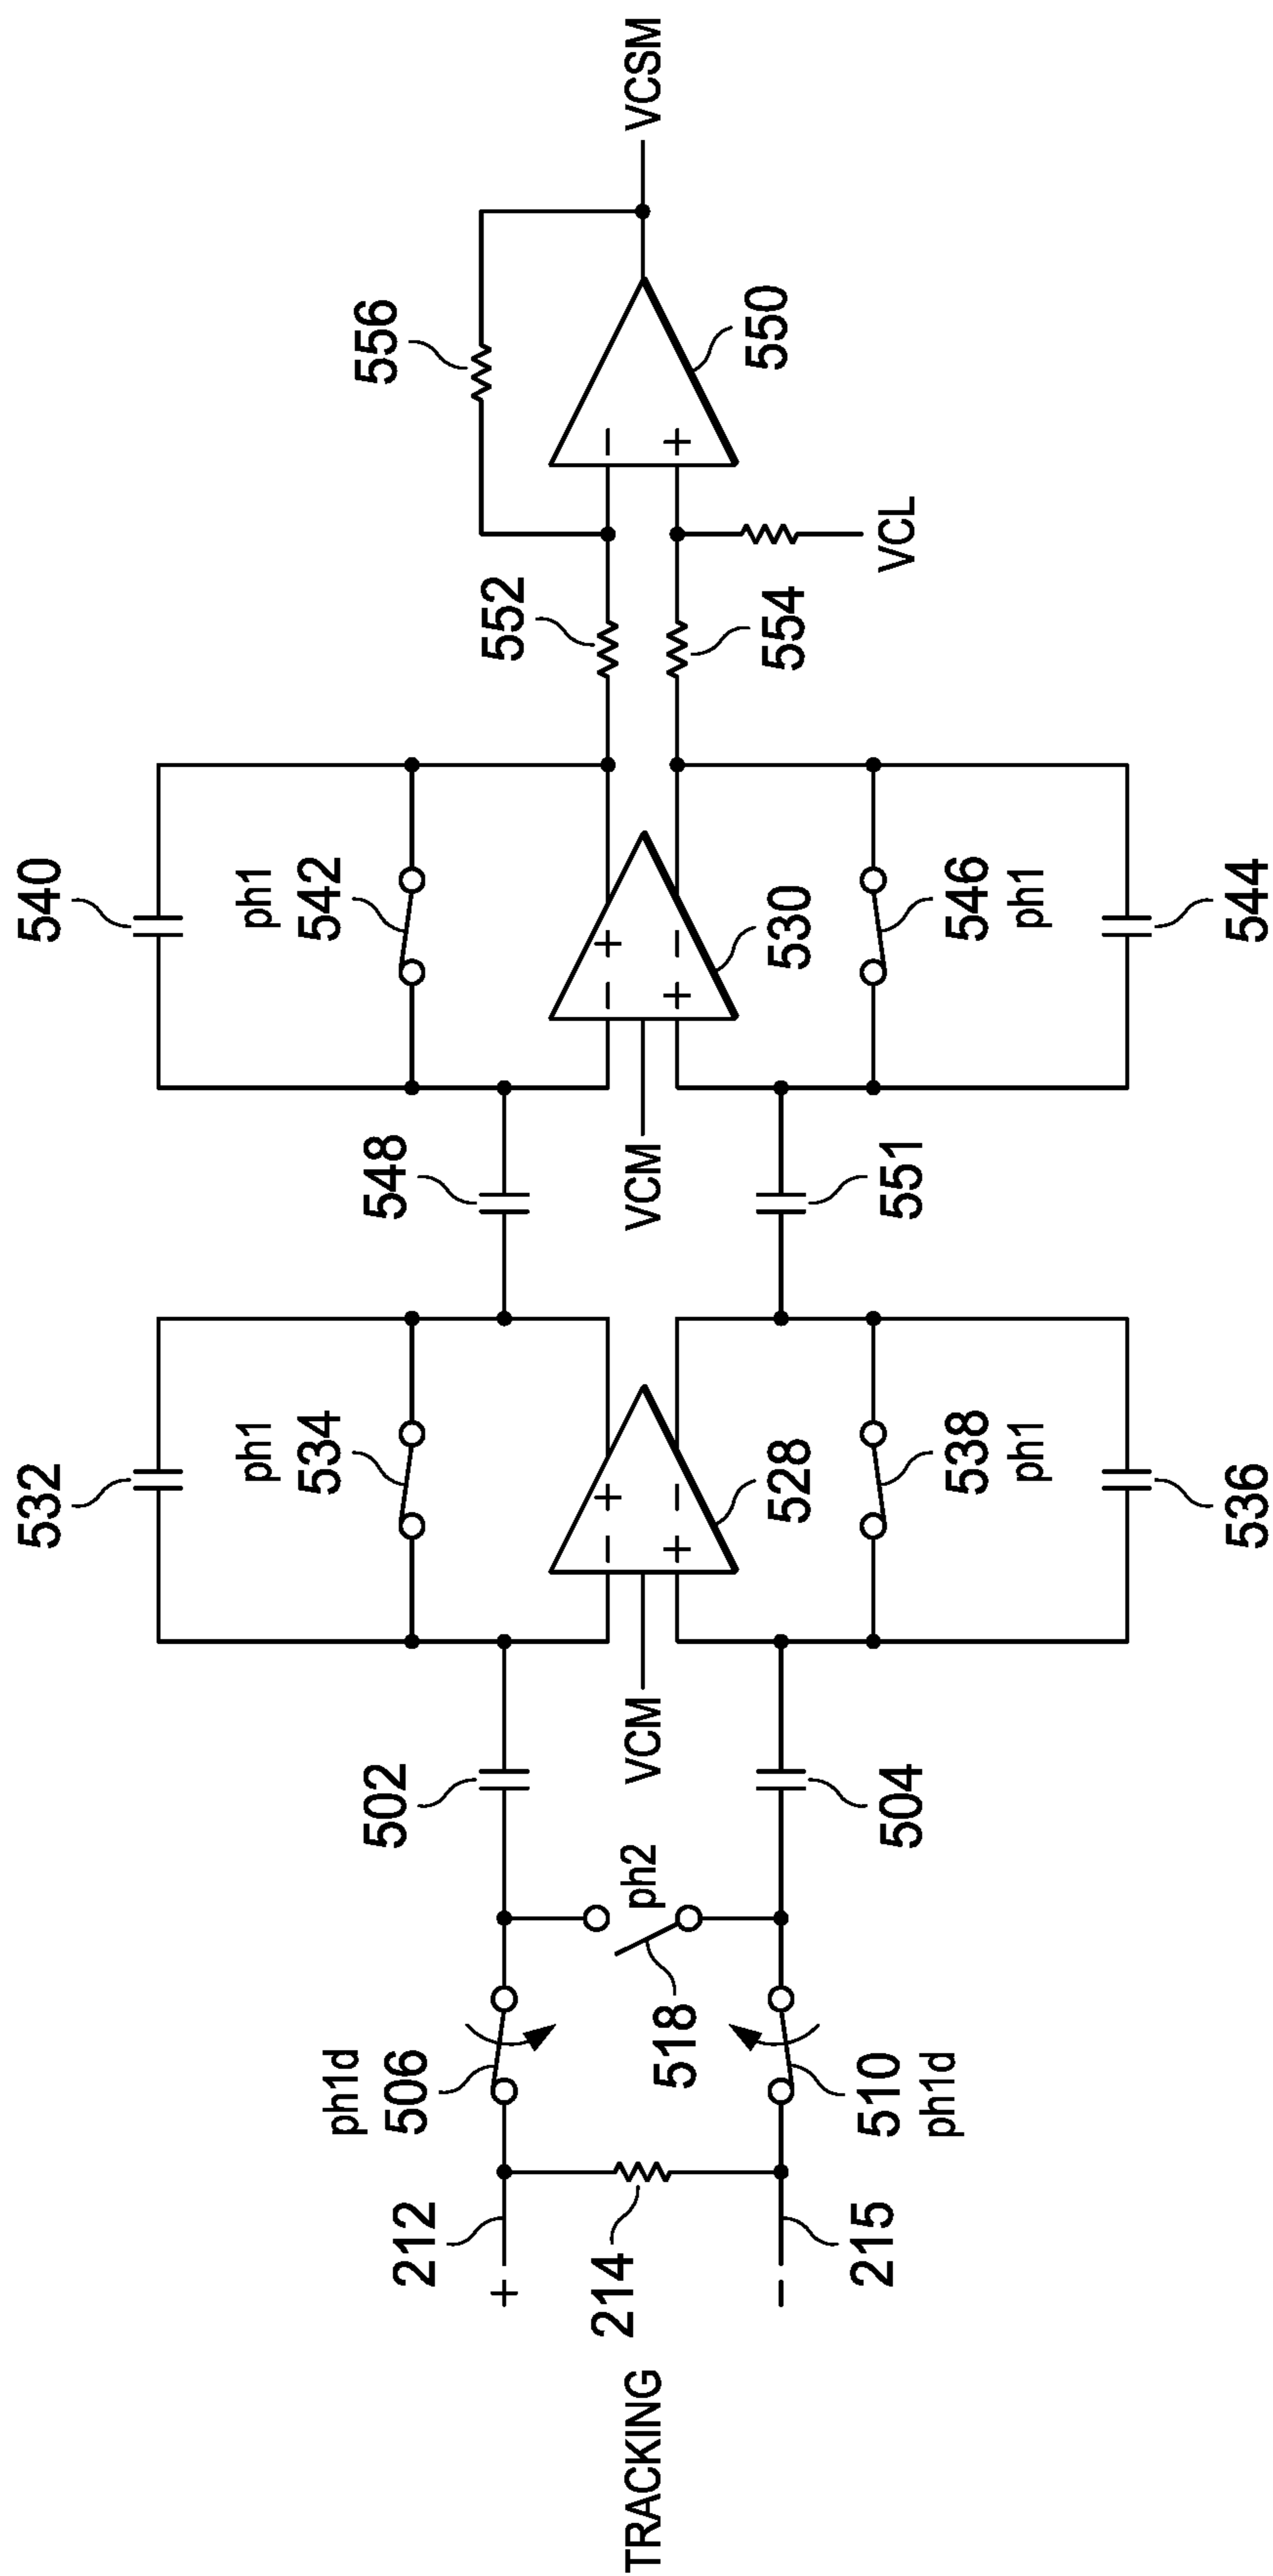 TRACKING
+
212
214
215
−
ph1d
506
510
ph1d
518
ph2
502
504
VCM
532
ph1
534
− +
+ −
528
538
ph1
536
548
551
VCM
540
ph1
542
− +
+ −
530
546
ph1
544
552
554
556
−
+
550
VCL
VCSM